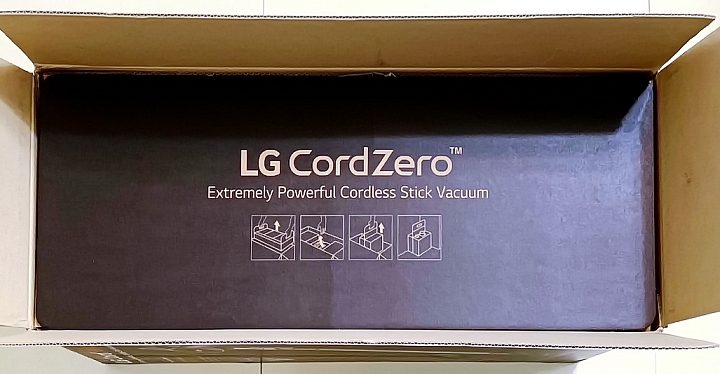 LG CordZero™
Extremely Powerful Cordless Stick Vacuum